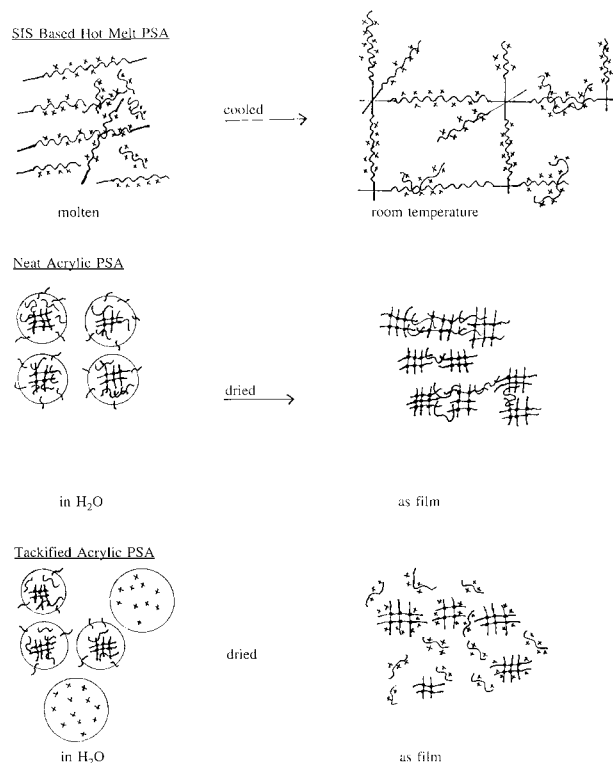 SIS Based Hot Melt PSA
cooled
molten
room temperature
Neat Acrylic PSA
dried
in H₂O
as film
Tackified Acrylic PSA
dried
in H₂O
as film